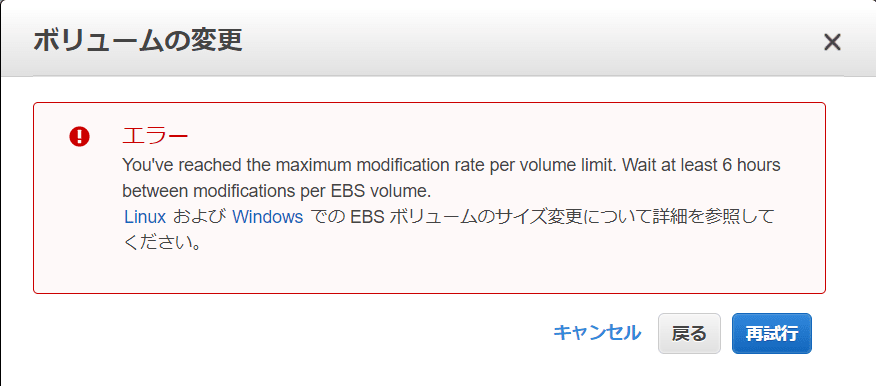 ボリュームの変更
エラー
You've reached the maximum modification rate per volume limit. Wait at least 6 hours
between modifications per EBS volume.
Linux および Windows での EBS ボリュームのサイズ変更について詳細を参照して
ください。
キャンセル 戻る 再試行